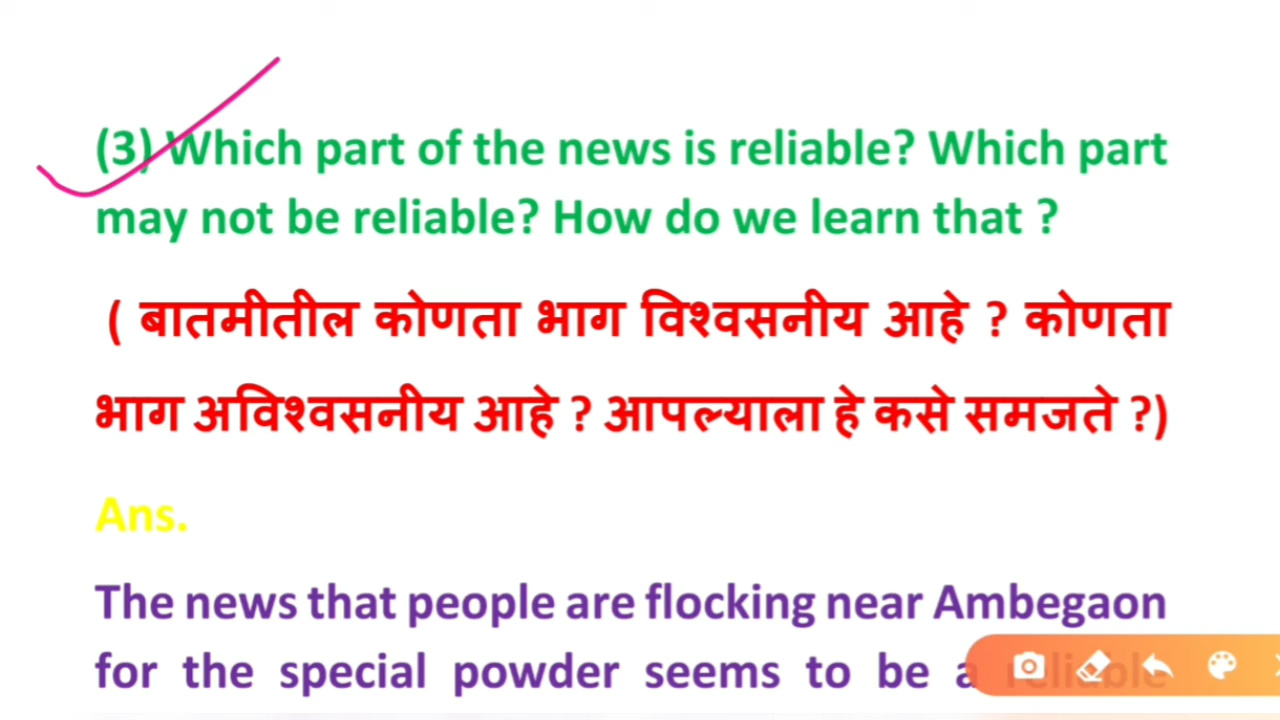 (3) Which part of the news is reliable? Which part
may not be reliable? How do we learn that ?
( बातमीतील कोणता भाग विश्वसनीय आहे ? कोणता
भाग अविश्वसनीय आहे ? आपल्याला हे कसे समजते ?)
Ans.
The news that people are flocking near Ambegaon
for the special powder seems to be a reliable